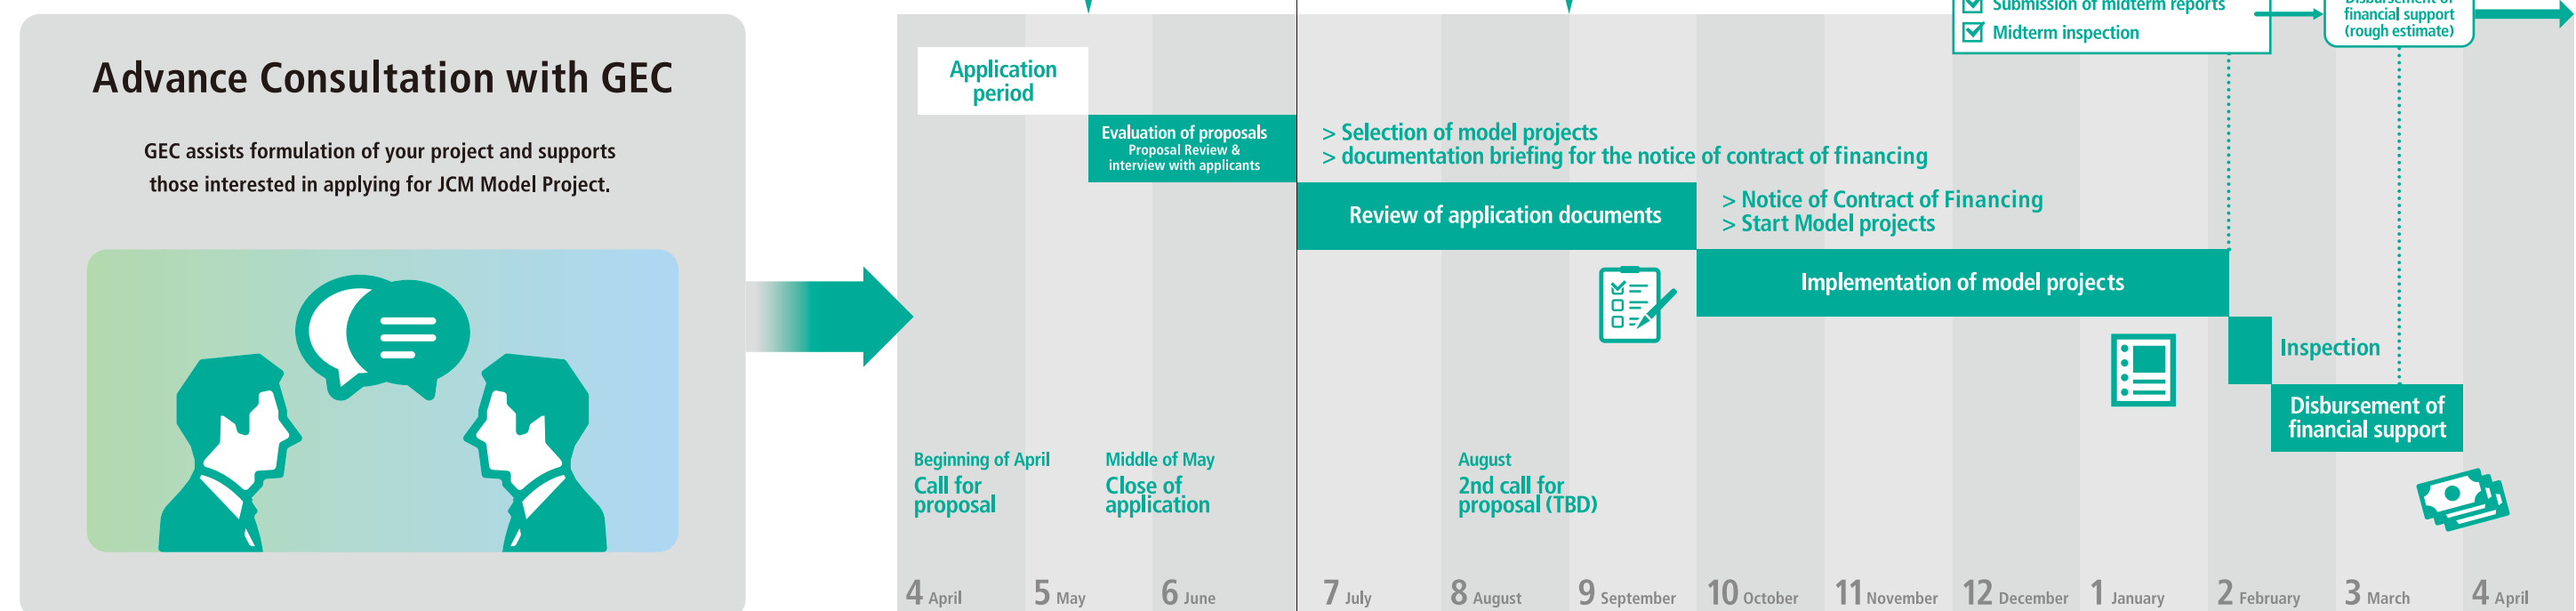 Advance Consultation with GEC
GEC assists formulation of your project and supports
those interested in applying for JCM Model Project.
Submission of midterm reports
Midterm inspection
Disbursement of
financial support
(rough estimate)
Application
period
Evaluation of proposals
Proposal Review &
interview with applicants
> Selection of model projects
> documentation briefing for the notice of contract of financing
Review of application documents
> Notice of Contract of Financing
> Start Model projects
Implementation of model projects
Inspection
Disbursement of
financial support
Beginning of April
Call for
proposal
Middle of May
Close of
application
August
2nd call for
proposal (TBD)
4 April
5 May
6 June
7 July
8 August
9 September
10 October
11 November
12 December
1 January
2 February
3 March
4 April